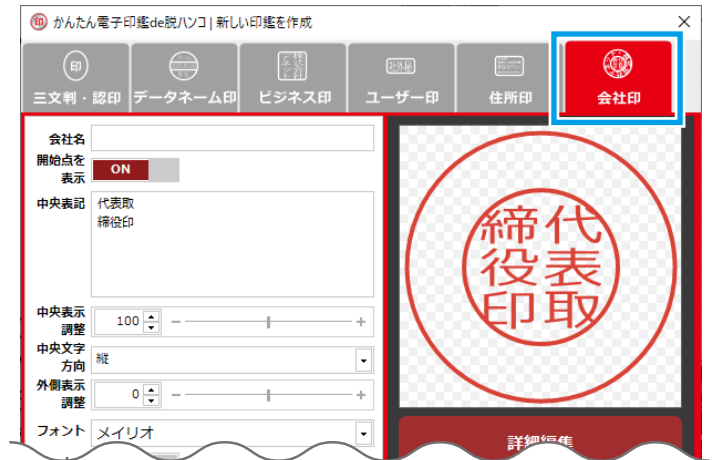 印 かんたん電子印鑑de脱ハンコ | 新しい印鑑を作成
印
社外秘
三文判・認印 データネーム印 ビジネス印 ユーザー印 住所印 会社印
会社名
開始点を
表示
ON
中央表記
代表取
締役印
中央表示
調整
100
中央文字
方向
縦
外側表示
調整
0
フォント
メイリオ
代表取
締役印
詳細編集